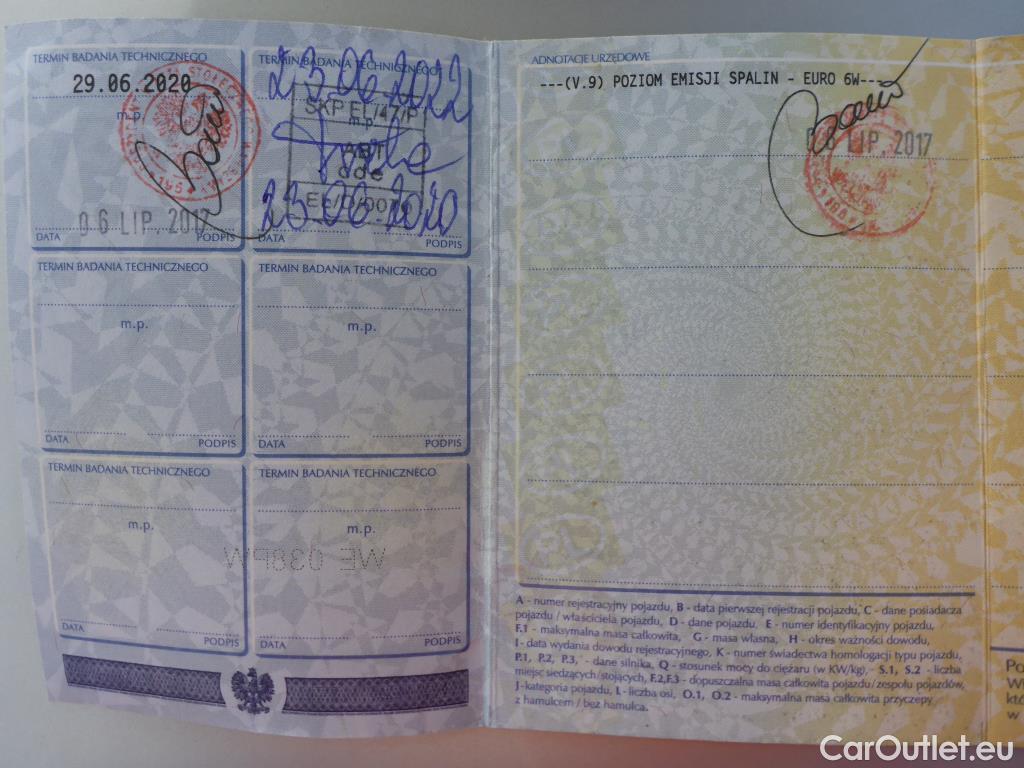 TERMIN BADANIA TECHNICZNEGO
29.06.2020
m.p.
06 LIP. 2017
DATA PODPIS
TERMIN BADANIA TECHNICZNEGO
23.06.2022
SKP EL/47/P
m.p.
23.06.2020
DATA PODPIS
TERMIN BADANIA TECHNICZNEGO
m.p.
DATA PODPIS
TERMIN BADANIA TECHNICZNEGO
m.p.
DATA PODPIS
TERMIN BADANIA TECHNICZNEGO
m.p.
DATA PODPIS
TERMIN BADANIA TECHNICZNEGO
m.p.
WE 038PW
DATA PODPIS
ADNOTACJE URZĘDOWE
---(V.9) POZIOM EMISJI SPALIN - EURO 6W---
06 LIP. 2017
A - numer rejestracyjny pojazdu, B - data pierwszej rejestracji pojazdu, C - dane posiadacza
pojazdu / właściciela pojazdu, D - dane pojazdu, E - numer identyfikacyjny pojazdu,
F.1 - maksymalna masa całkowita, G - masa własna, H - okres ważności dowodu,
I - data wydania dowodu rejestracyjnego, K - numer świadectwa homologacji typu pojazdu,
P.1, P.2, P.3, - dane silnika, Q - stosunek mocy do ciężaru (w KW/kg), S.1, S.2 - liczba
miejsc siedzących/stojących, F.2,F.3 - dopuszczalna masa całkowita pojazdu/zespołu pojazdów,
J - kategoria pojazdu, L - liczba osi, O.1, O.2 - maksymalna masa całkowita przyczepy
z hamulcem / bez hamulca.
CarOutlet.eu